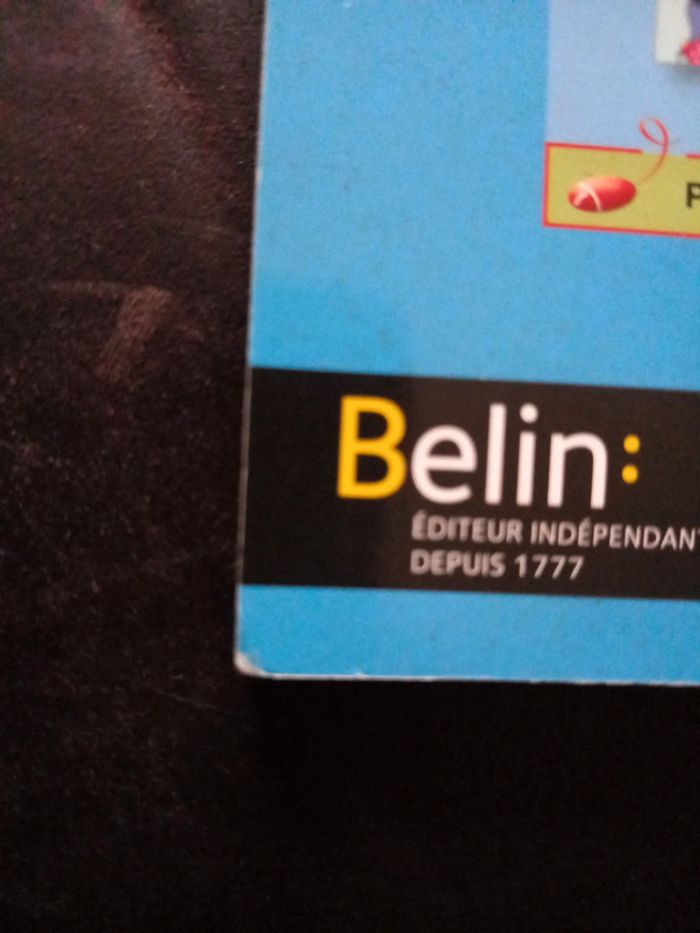 P
Belin:
ÉDITEUR INDÉPENDANT
DEPUIS 1777